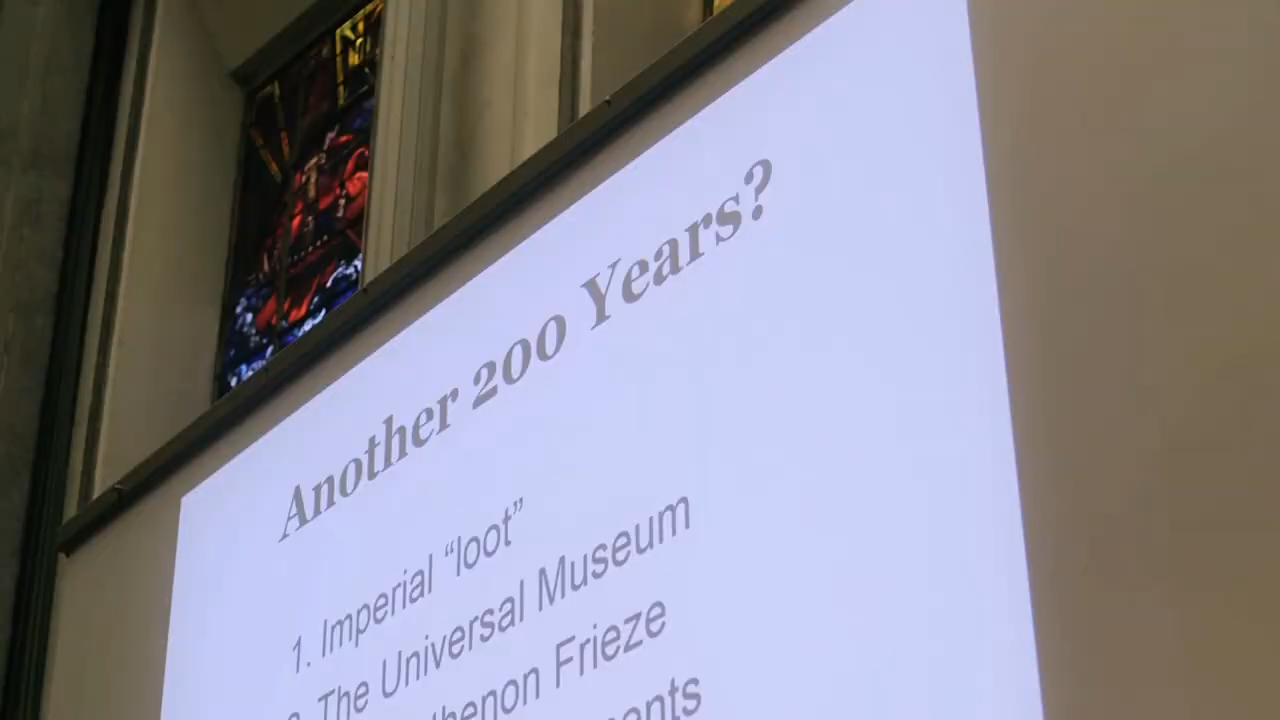 Another 200 Years?
1. Imperial “loot”
The Universal Museum
Frieze